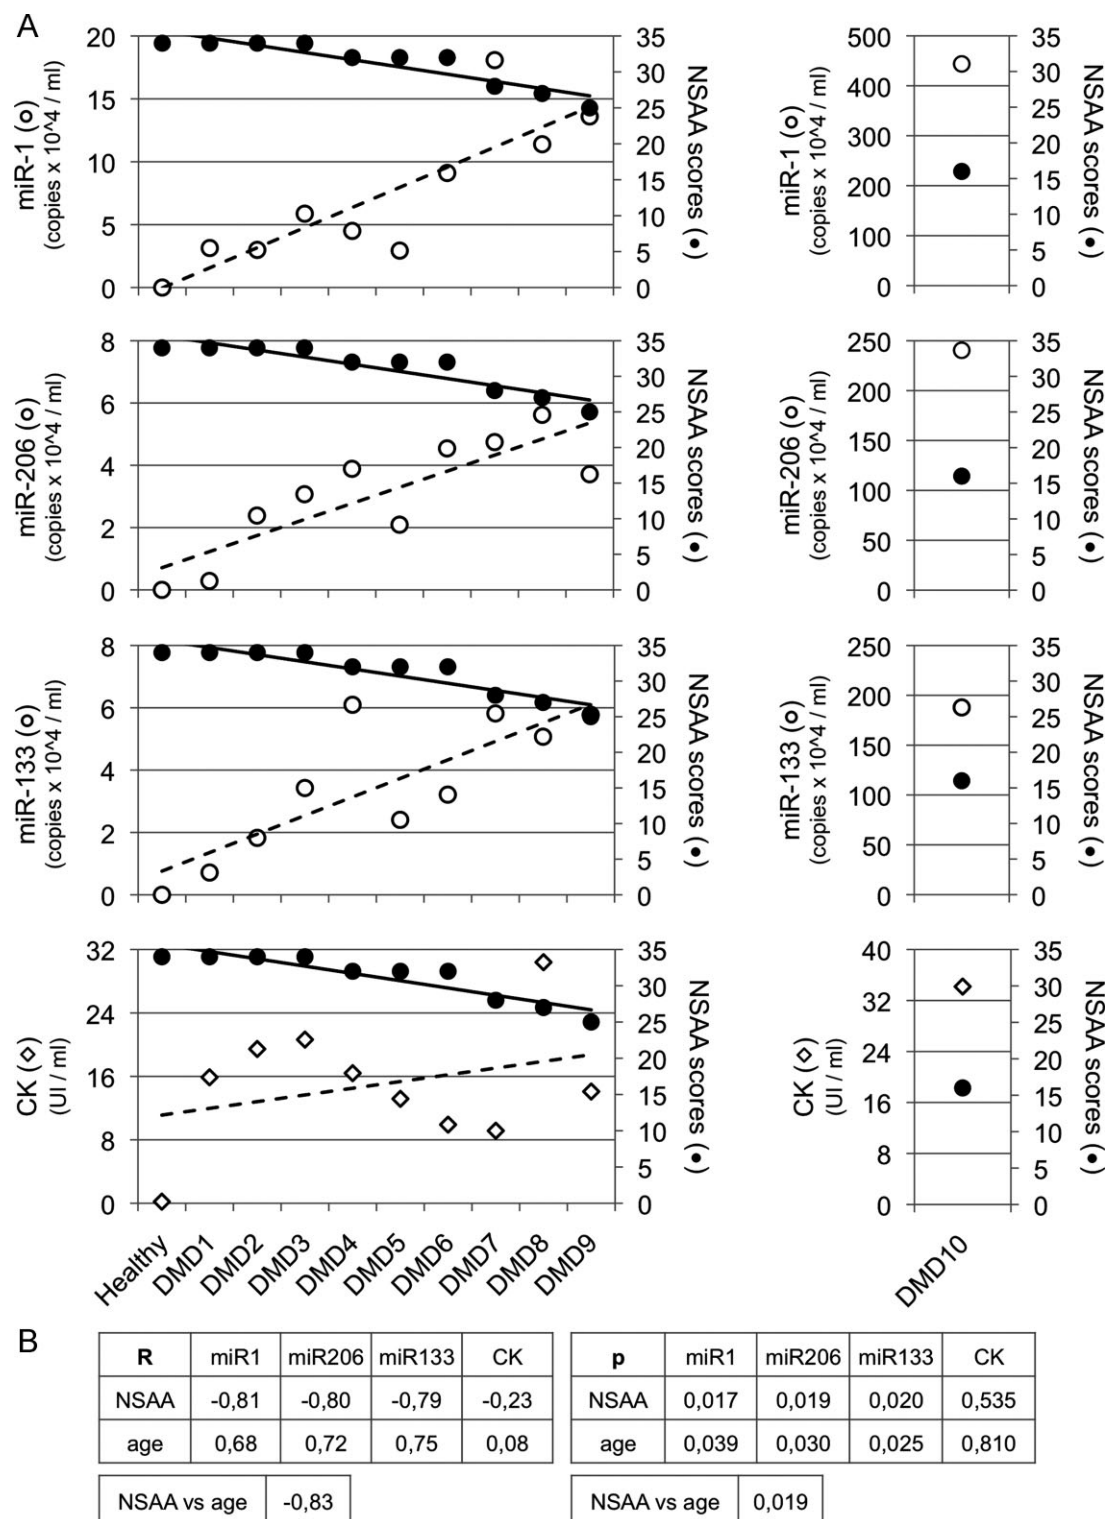 A
20
15
10
5
0
miR-1 (o)
(copies x 10^4 / ml)
35
30
25
20
15
10
5
0
NSAA scores (•)
500
400
300
200
100
0
miR-1 (o)
(copies x 10^4 / ml)
35
30
25
20
15
10
5
0
NSAA scores (•)
8
6
4
2
0
miR-206 (o)
(copies x 10^4 / ml)
35
30
25
20
15
10
5
0
NSAA scores (•)
250
200
150
100
50
0
miR-206 (o)
(copies x 10^4 / ml)
35
30
25
20
15
10
5
0
NSAA scores (•)
8
6
4
2
0
miR-133 (o)
(copies x 10^4 / ml)
35
30
25
20
15
10
5
0
NSAA scores (•)
250
200
150
100
50
0
miR-133 (o)
(copies x 10^4 / ml)
35
30
25
20
15
10
5
0
NSAA scores (•)
32
24
16
8
0
CK (◇)
(UI / ml)
35
30
25
20
15
10
5
0
NSAA scores (•)
40
32
24
16
8
0
CK (◇)
(UI / ml)
35
30
25
20
15
10
5
0
NSAA scores (•)
Healthy
DMD1
DMD2
DMD3
DMD4
DMD5
DMD6
DMD7
DMD8
DMD9
DMD10
B
R miR1 miR206 miR133 CK
NSAA -0,81 -0,80 -0,79 -0,23
age 0,68 0,72 0,75 0,08
NSAA vs age -0,83
p miR1 miR206 miR133 CK
NSAA 0,017 0,019 0,020 0,535
age 0,039 0,030 0,025 0,810
NSAA vs age 0,019